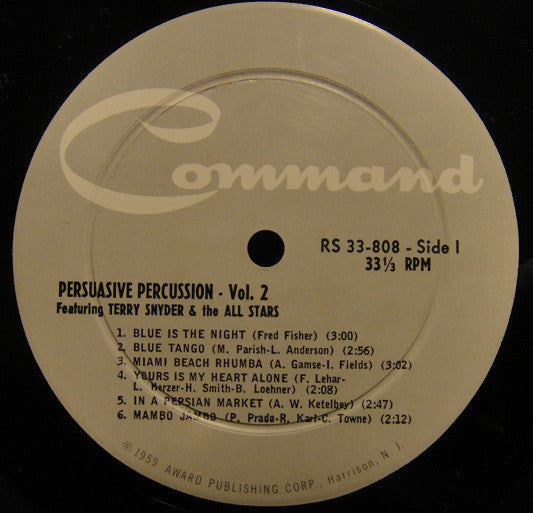 Command
RS 33-808 - Side I
33⅓ RPM
PERSUASIVE PERCUSSION - Vol. 2
Featuring TERRY SNYDER & the ALL STARS
1. BLUE IS THE NIGHT (Fred Fisher) (3:00)
2. BLUE TANGO (M. Parish-L. Anderson) (2:56)
3. MIAMI BEACH RHUMBA (A. Gamse-I. Fields) (3:02)
4. YOURS IS MY HEART ALONE (F. Lehar-
L. Herzer-H. Smith-B. Loehner) (2:08)
5. IN A PERSIAN MARKET (A. W. Ketelbey) (2:47)
6. MAMBO JAMBO (P. Prado-R. Karl-C. Towne) (2:12)
© 1959 AWARD PUBLISHING CORP., Harrison, N. J.